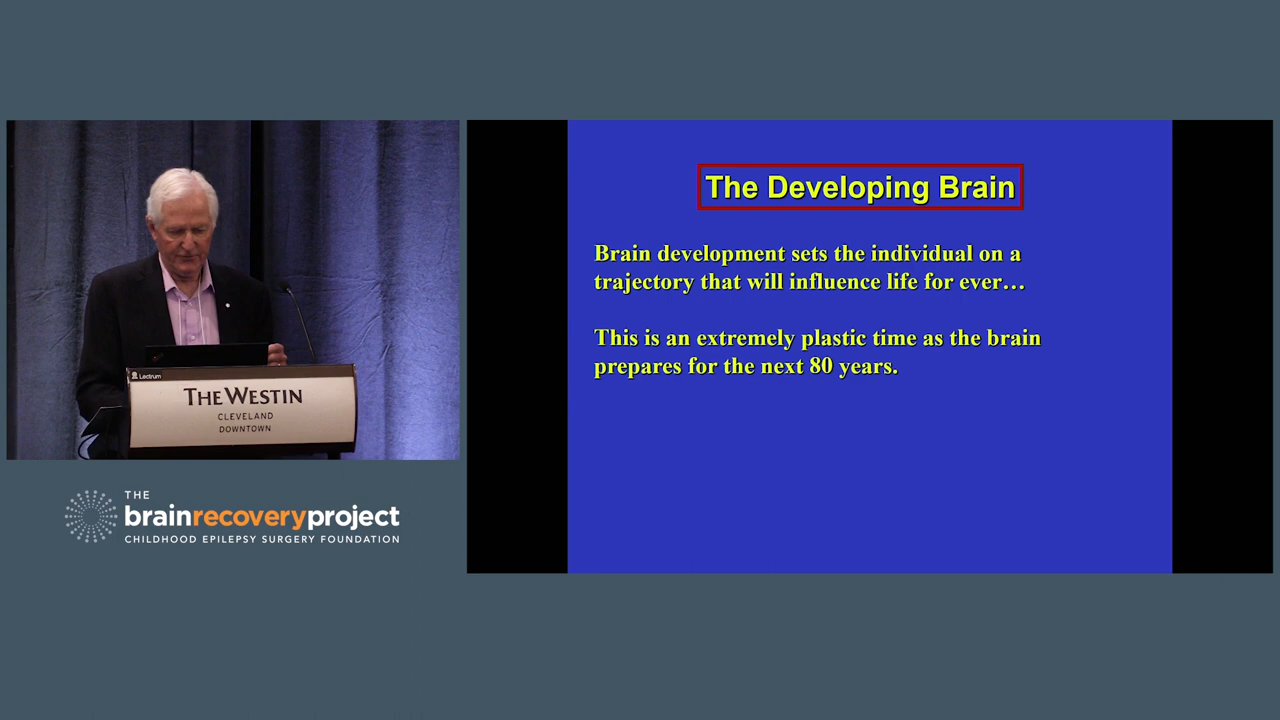 Lectrum
THE WESTIN
CLEVELAND
DOWNTOWN
THE
brainrecoveryproject
CHILDHOOD EPILEPSY SURGERY FOUNDATION
The Developing Brain
Brain development sets the individual on a
trajectory that will influence life for ever…
This is an extremely plastic time as the brain
prepares for the next 80 years.